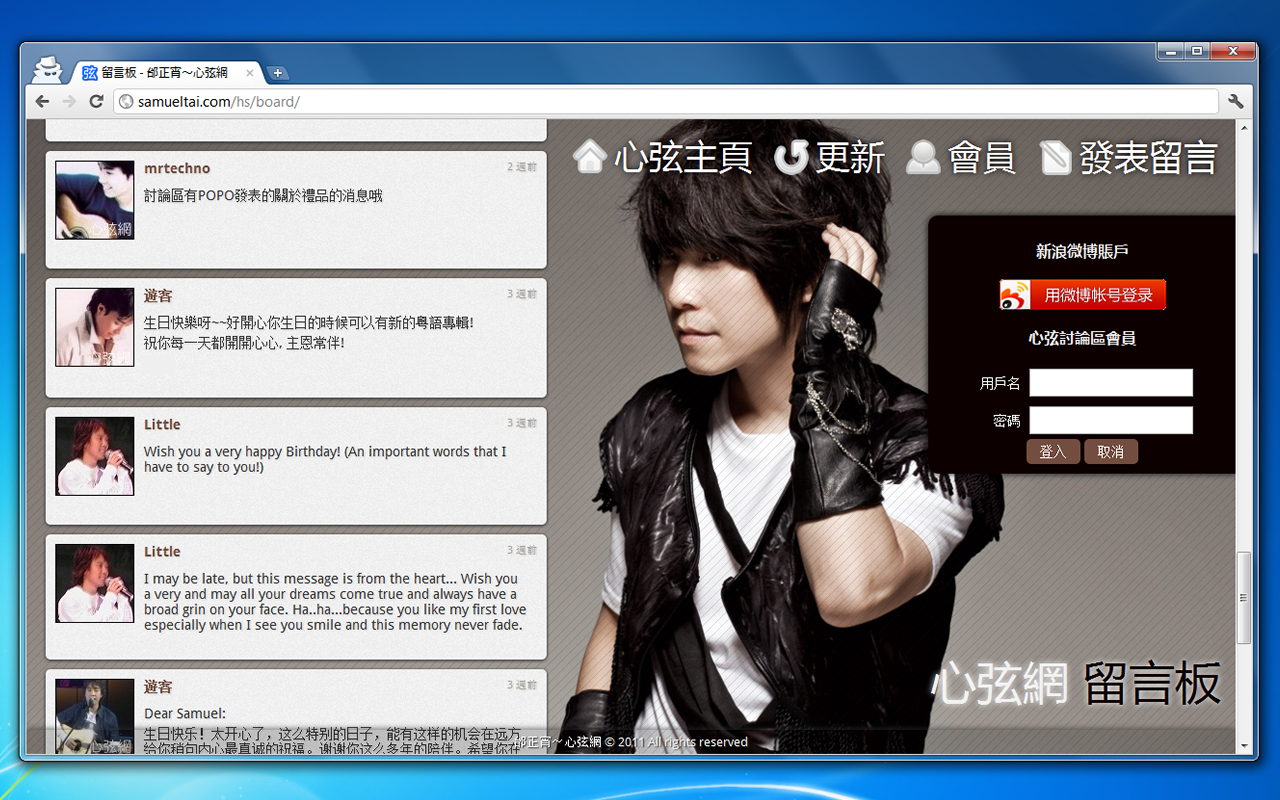 留言板 - 邰正宵～心弦網
samueltai.com/hs/board/
心弦主頁 更新 會員 發表留言
mrtechno
2 週前
討論區有POPO發表的關於禮品的消息哦
心弦網
遊客
3 週前
生日快樂呀~~好開心你生日的時候可以有新的粵語專輯!
祝你每一天都開開心心, 主恩常伴!
心弦網
Little
3 週前
Wish you a very happy Birthday! (An important words that I
have to say to you!)
Little
3 週前
I may be late, but this message is from the heart... Wish you
a very and may all your dreams come true and always have a
broad grin on your face. Ha..ha...because you like my first love
especially when I see you smile and this memory never fade.
遊客
3 週前
Dear Samuel:
生日快乐！太开心了，这么特别的日子，能有这样的机会在远方
给你稍句内心最真诚的祝福。谢谢你这么多年的陪伴。希望你在
心弦網
新浪微博賬戶
用微博帐号登录
心弦討論區會員
用戶名
密碼
登入 取消
心弦網 留言板
邰正宵～心弦網 © 2011 All rights reserved